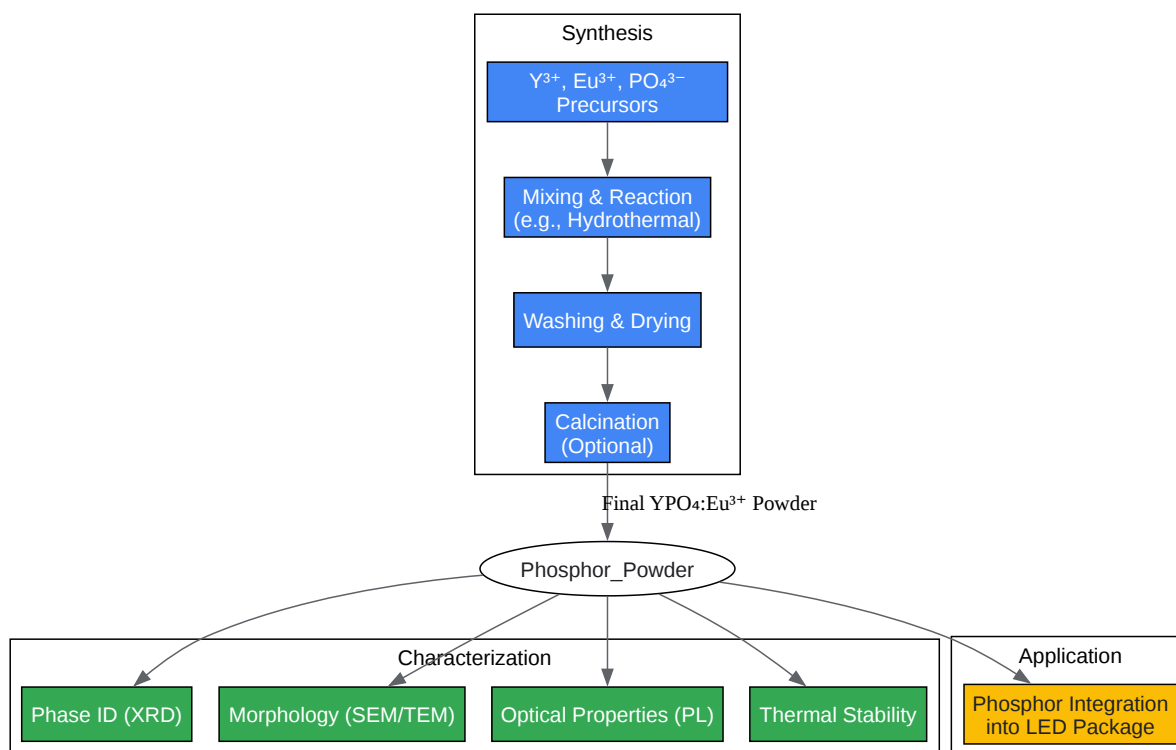 Synthesis
Y³⁺, Eu³⁺, PO₄³⁻
Precursors
Mixing & Reaction
(e.g., Hydrothermal)
Washing & Drying
Calcination
(Optional)
Final YPO₄:Eu³⁺ Powder
Phosphor_Powder
Characterization
Phase ID (XRD)
Morphology (SEM/TEM)
Optical Properties (PL)
Thermal Stability
Application
Phosphor Integration
into LED Package